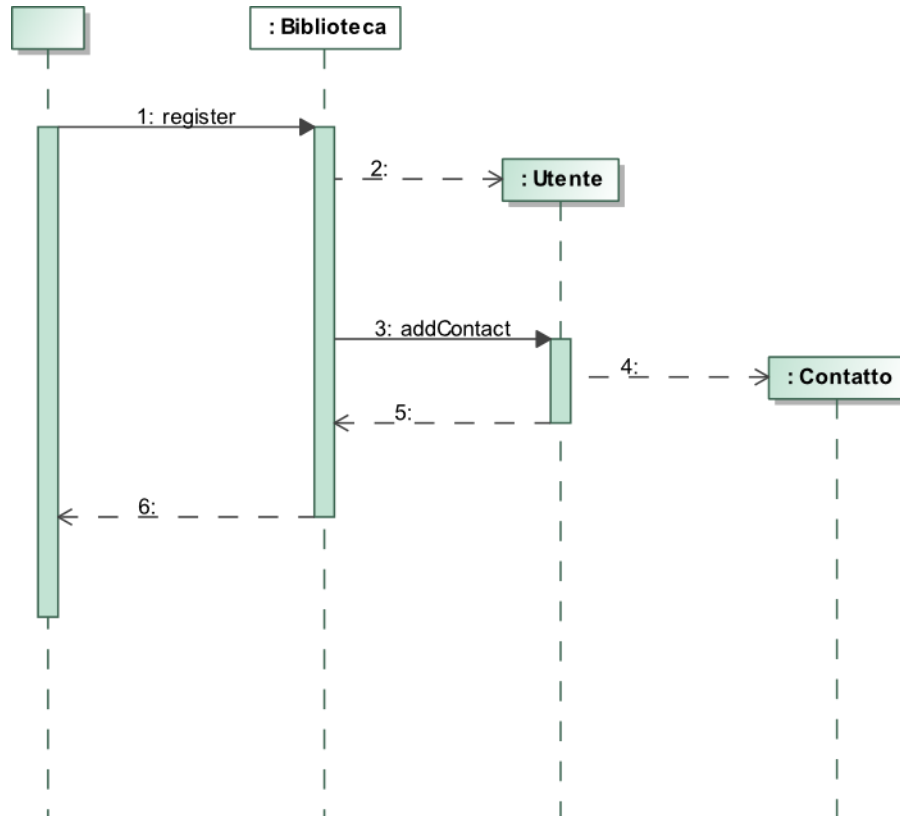 : Biblioteca
1: register
2:
: Utente
3: addContact
4:
: Contatto
5:
6: